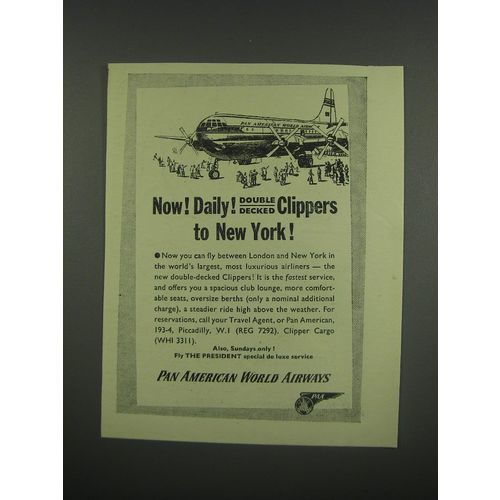 PAN AMERICAN WORLD AIRWAYS
Now! Daily! DOUBLE DECKED Clippers
to New York!
● Now you can fly between London and New York in
the world's largest, most luxurious airliners — the
new double-decked Clippers! It is the fastest service,
and offers you a spacious club lounge, more comfort-
able seats, oversize berths (only a nominal additional
charge), a steadier ride high above the weather. For
reservations, call your Travel Agent, or Pan American,
193-4, Piccadilly, W.1 (REG 7292). Clipper Cargo
(WHI 3311).
Also, Sundays only!
Fly THE PRESIDENT special de luxe service
PAN AMERICAN WORLD AIRWAYS
PAA